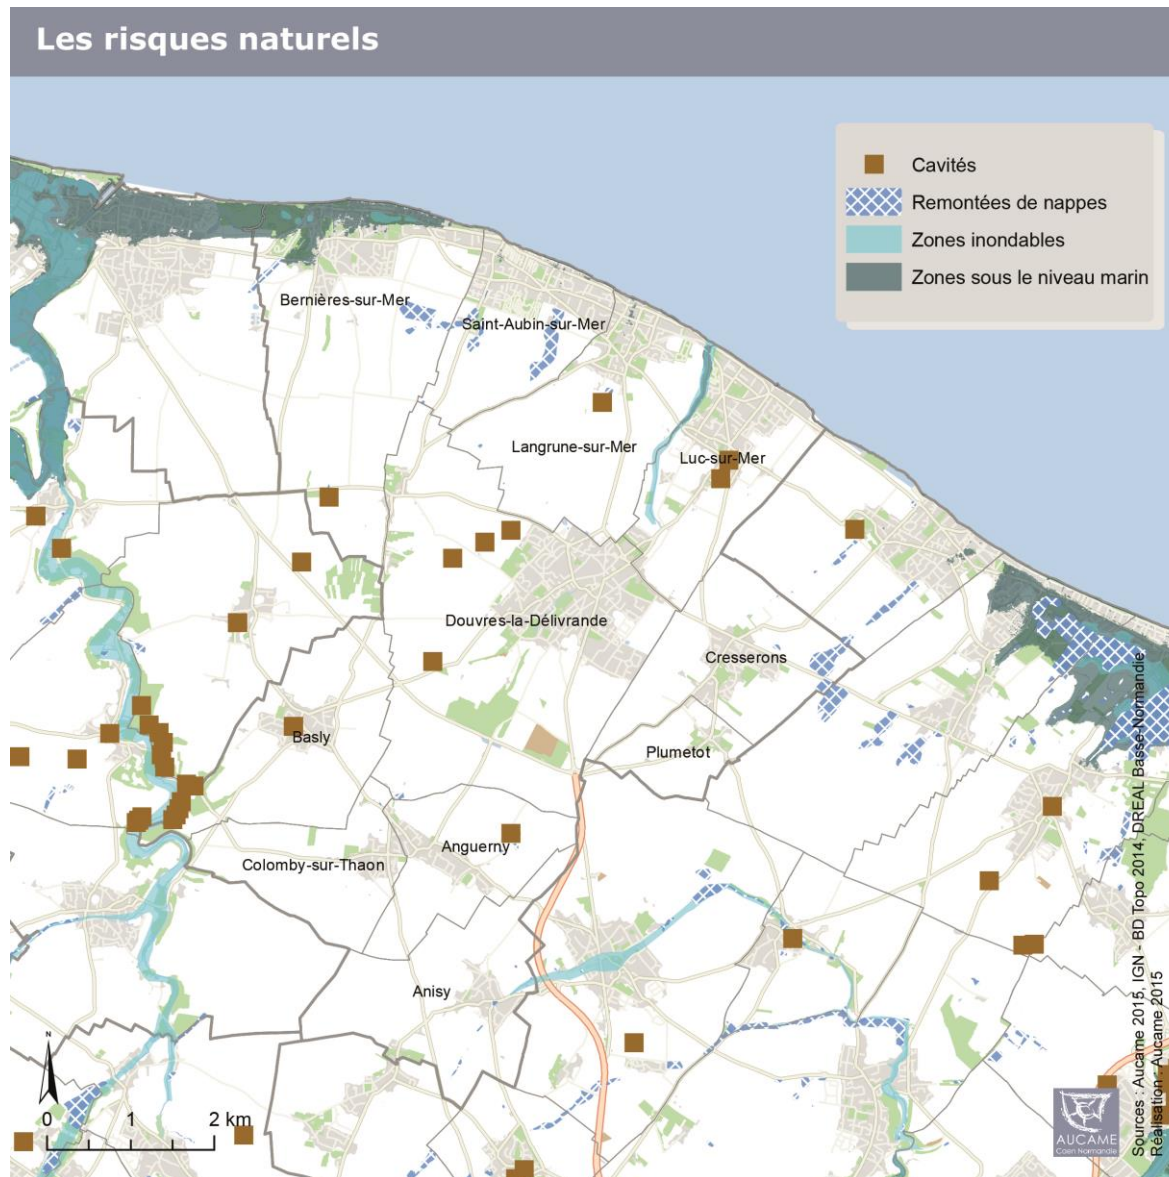 Les risques naturels
Cavités
Remontées de nappes
Zones inondables
Zones sous le niveau marin
Bernières-sur-Mer
Saint-Aubin-sur-Mer
Langrune-sur-Mer
Luc-sur-Mer
Douvres-la-Délivrande
Cresserons
Basly
Plumetot
Anguerny
Colomby-sur-Thaon
Anisy
N
0 1 2 km
AUCAME
Caen Normandie
Sources : Aucame 2015, IGN - BD Topo 2014, DREAL Basse-Normandie
Réalisation : Aucame 2015